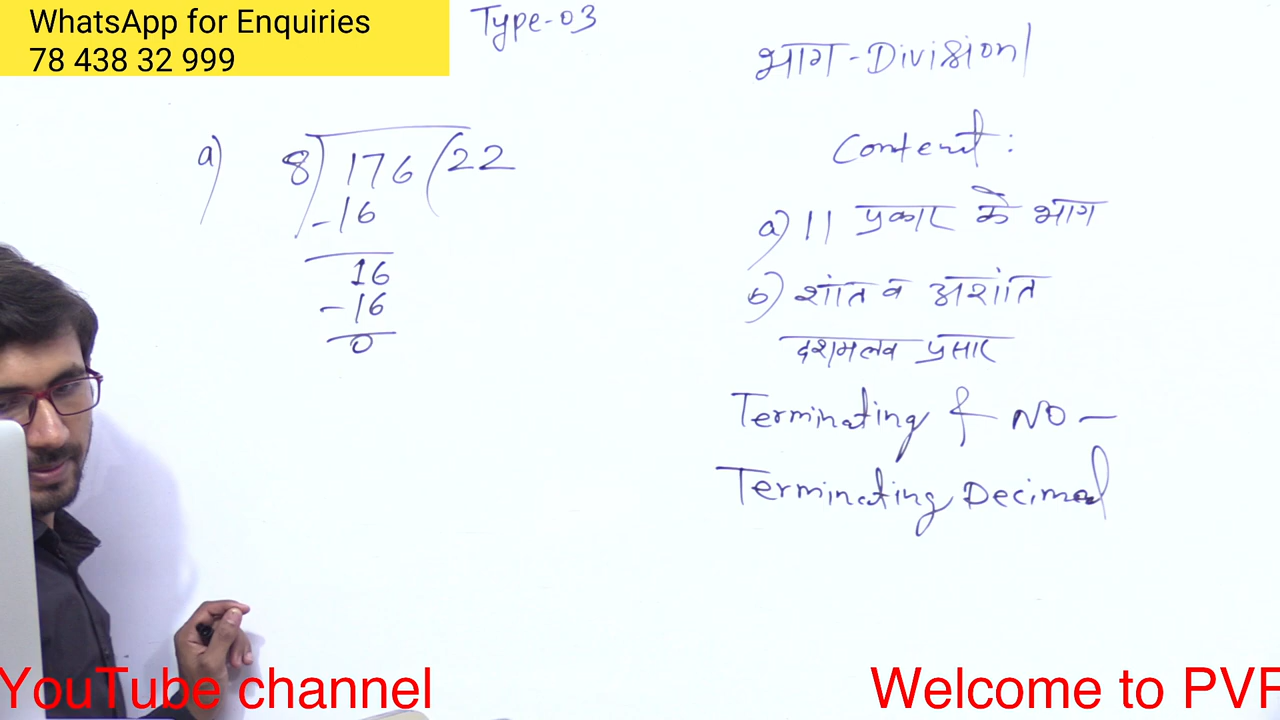 WhatsApp for Enquiries
78 438 32 999
Type-03
भाग-Division
a) 8) 176 (22
-16
16
-16
0
Content:
a) 11 प्रकार के भाग
b) शांत व अशांत
दशमलव प्रसार
Terminating & NO-
Terminating Decimal
YouTube channel
Welcome to PVP